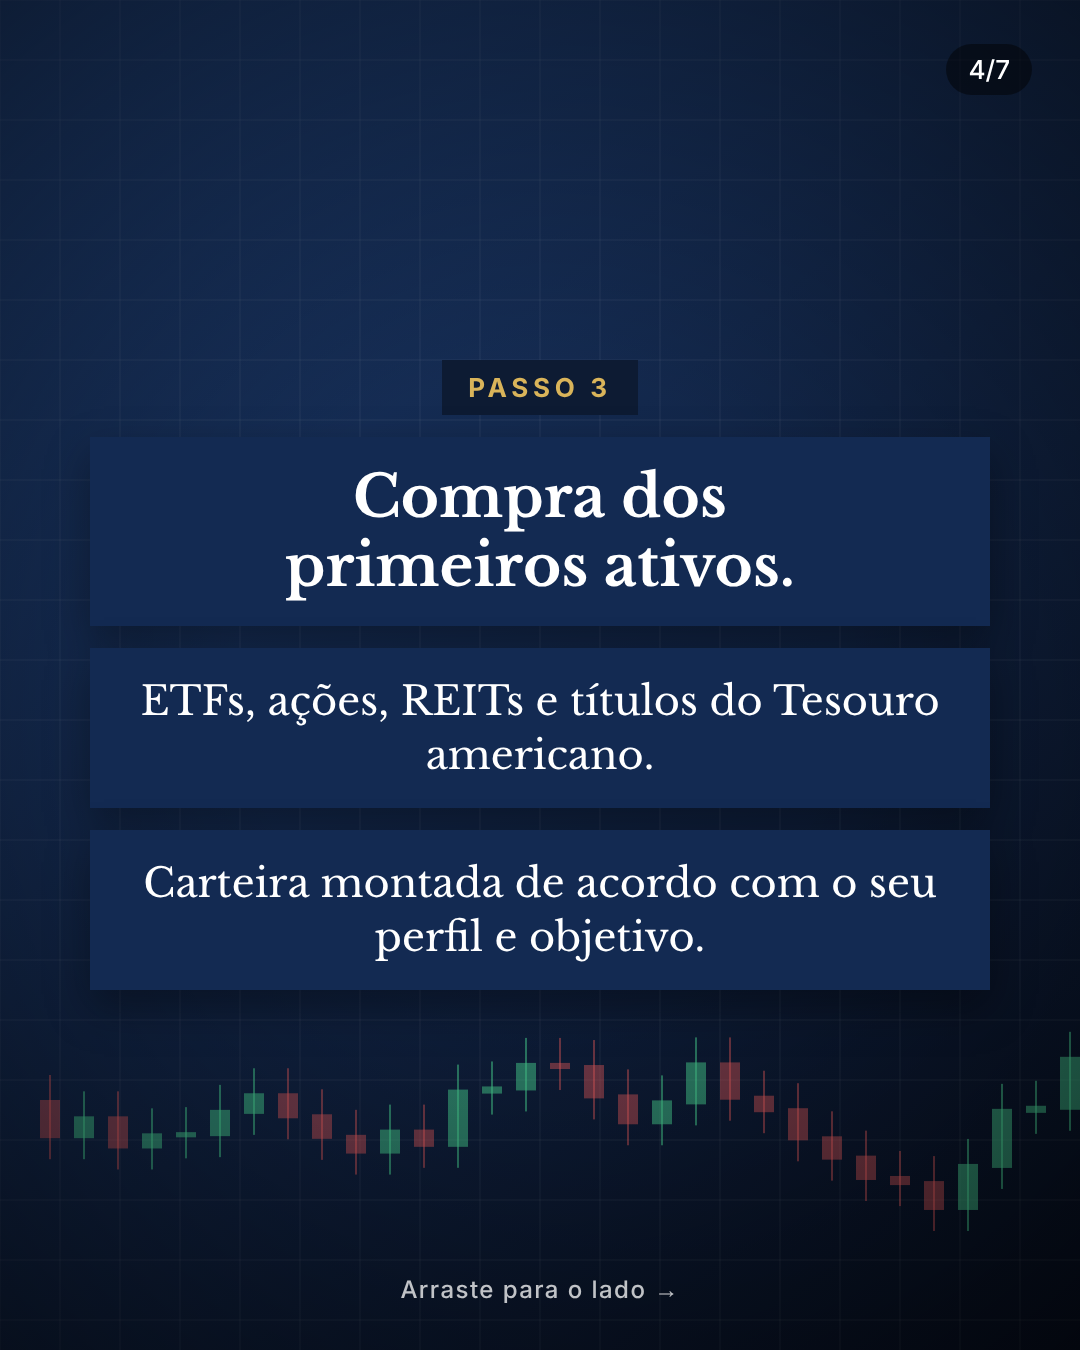 4/7
PASSO 3
Compra dos
primeiros ativos.
ETFs, ações, REITs e títulos do Tesouro
americano.
Carteira montada de acordo com o seu
perfil e objetivo.
Arraste para o lado →